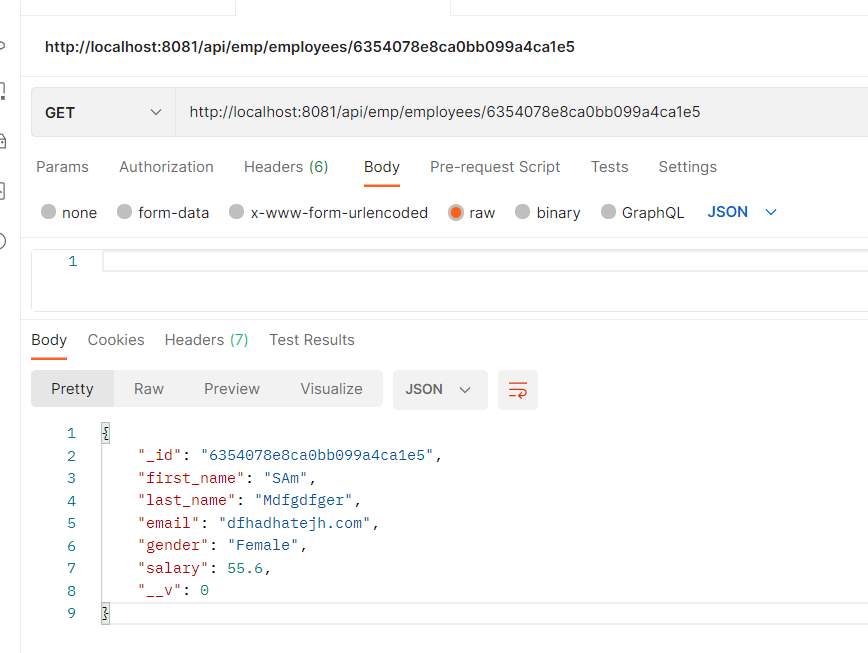 http://localhost:8081/api/emp/employees/6354078e8ca0bb099a4ca1e5
GET http://localhost:8081/api/emp/employees/6354078e8ca0bb099a4ca1e5
Params Authorization Headers (6) Body Pre-request Script Tests Settings
none form-data x-www-form-urlencoded raw binary GraphQL JSON
1
Body Cookies Headers (7) Test Results
Pretty Raw Preview Visualize JSON
1 {
2 "_id": "6354078e8ca0bb099a4ca1e5",
3 "first_name": "SAm",
4 "last_name": "Mdfgdfger",
5 "email": "dfhadhatejh.com",
6 "gender": "Female",
7 "salary": 55.6,
8 "__v": 0
9 }